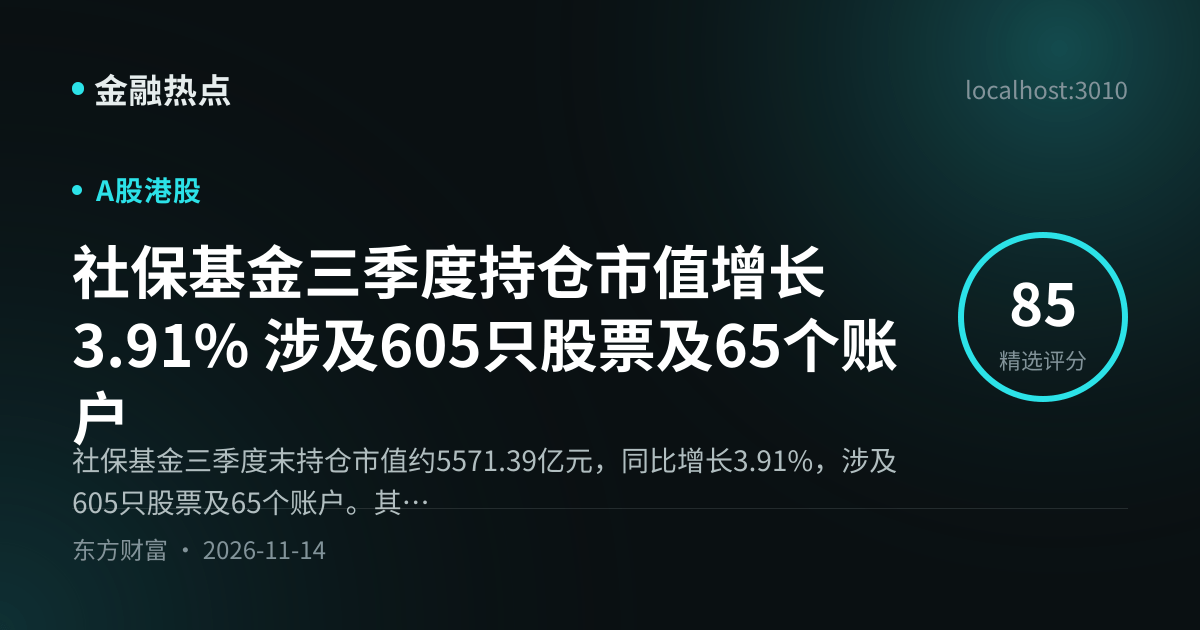 金融热点
localhost:3010
A股港股
社保基金三季度持仓市值增长
3.91% 涉及605只股票及65个账
户
85
精选评分
社保基金三季度末持仓市值约5571.39亿元，同比增长3.91%，涉及
605只股票及65个账户。其…
东方财富 · 2026-11-14